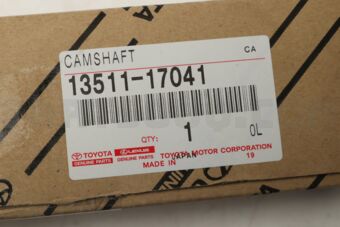 CAMSHAFT CA
13511-17041
QTY: 1 0L
TOYOTA LEXUS TOYOTA MOTOR CORPORATION
GENUINE PARTS GENUINE PARTS MADE IN JAPAN 19